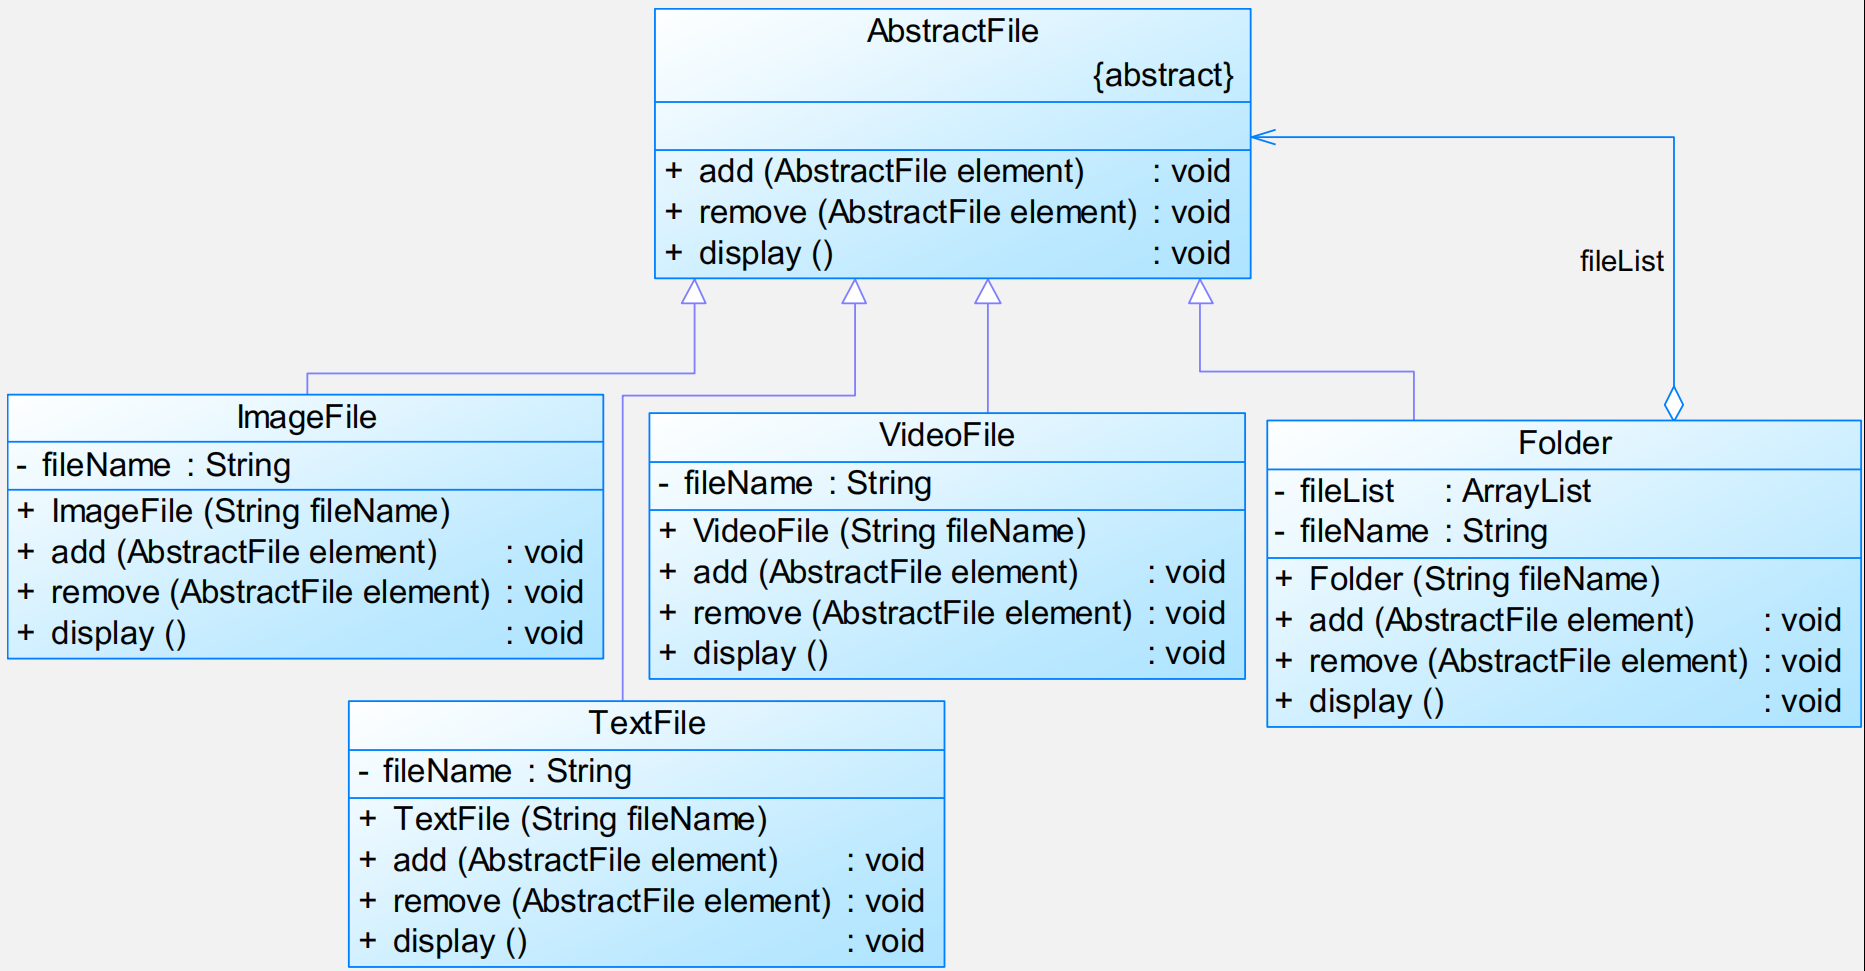 AbstractFile
{abstract}
+ add (AbstractFile element) : void
+ remove (AbstractFile element) : void
+ display () : void
fileList
ImageFile
- fileName : String
+ ImageFile (String fileName)
+ add (AbstractFile element) : void
+ remove (AbstractFile element) : void
+ display () : void
VideoFile
- fileName : String
+ VideoFile (String fileName)
+ add (AbstractFile element) : void
+ remove (AbstractFile element) : void
+ display () : void
Folder
- fileList : ArrayList
- fileName : String
+ Folder (String fileName)
+ add (AbstractFile element) : void
+ remove (AbstractFile element) : void
+ display () : void
TextFile
- fileName : String
+ TextFile (String fileName)
+ add (AbstractFile element) : void
+ remove (AbstractFile element) : void
+ display () : void